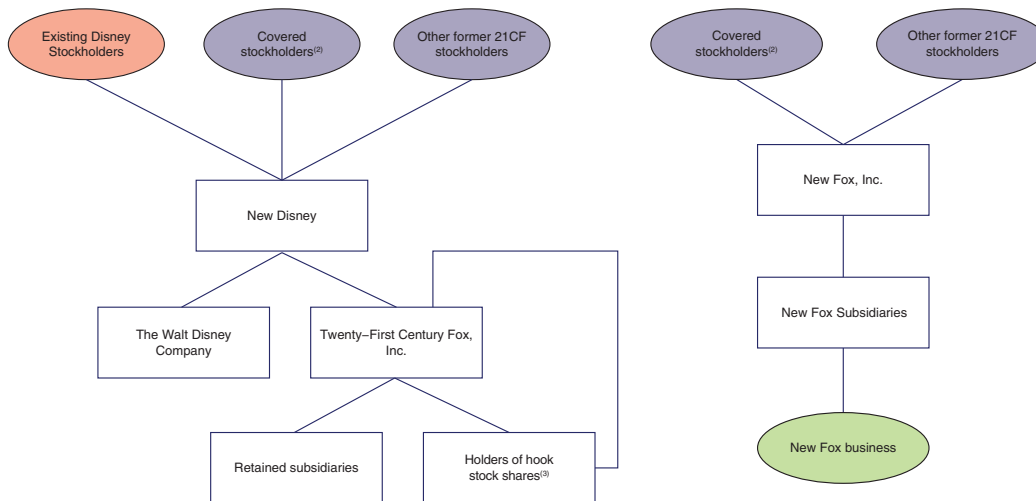 Existing Disney
Stockholders
Covered
stockholders(2)
Other former 21CF
stockholders
Covered
stockholders(2)
Other former 21CF
stockholders
New Disney
New Fox, Inc.
The Walt Disney
Company
Twenty–First Century Fox,
Inc.
New Fox Subsidiaries
Retained subsidiaries
Holders of hook
stock shares(3)
New Fox business